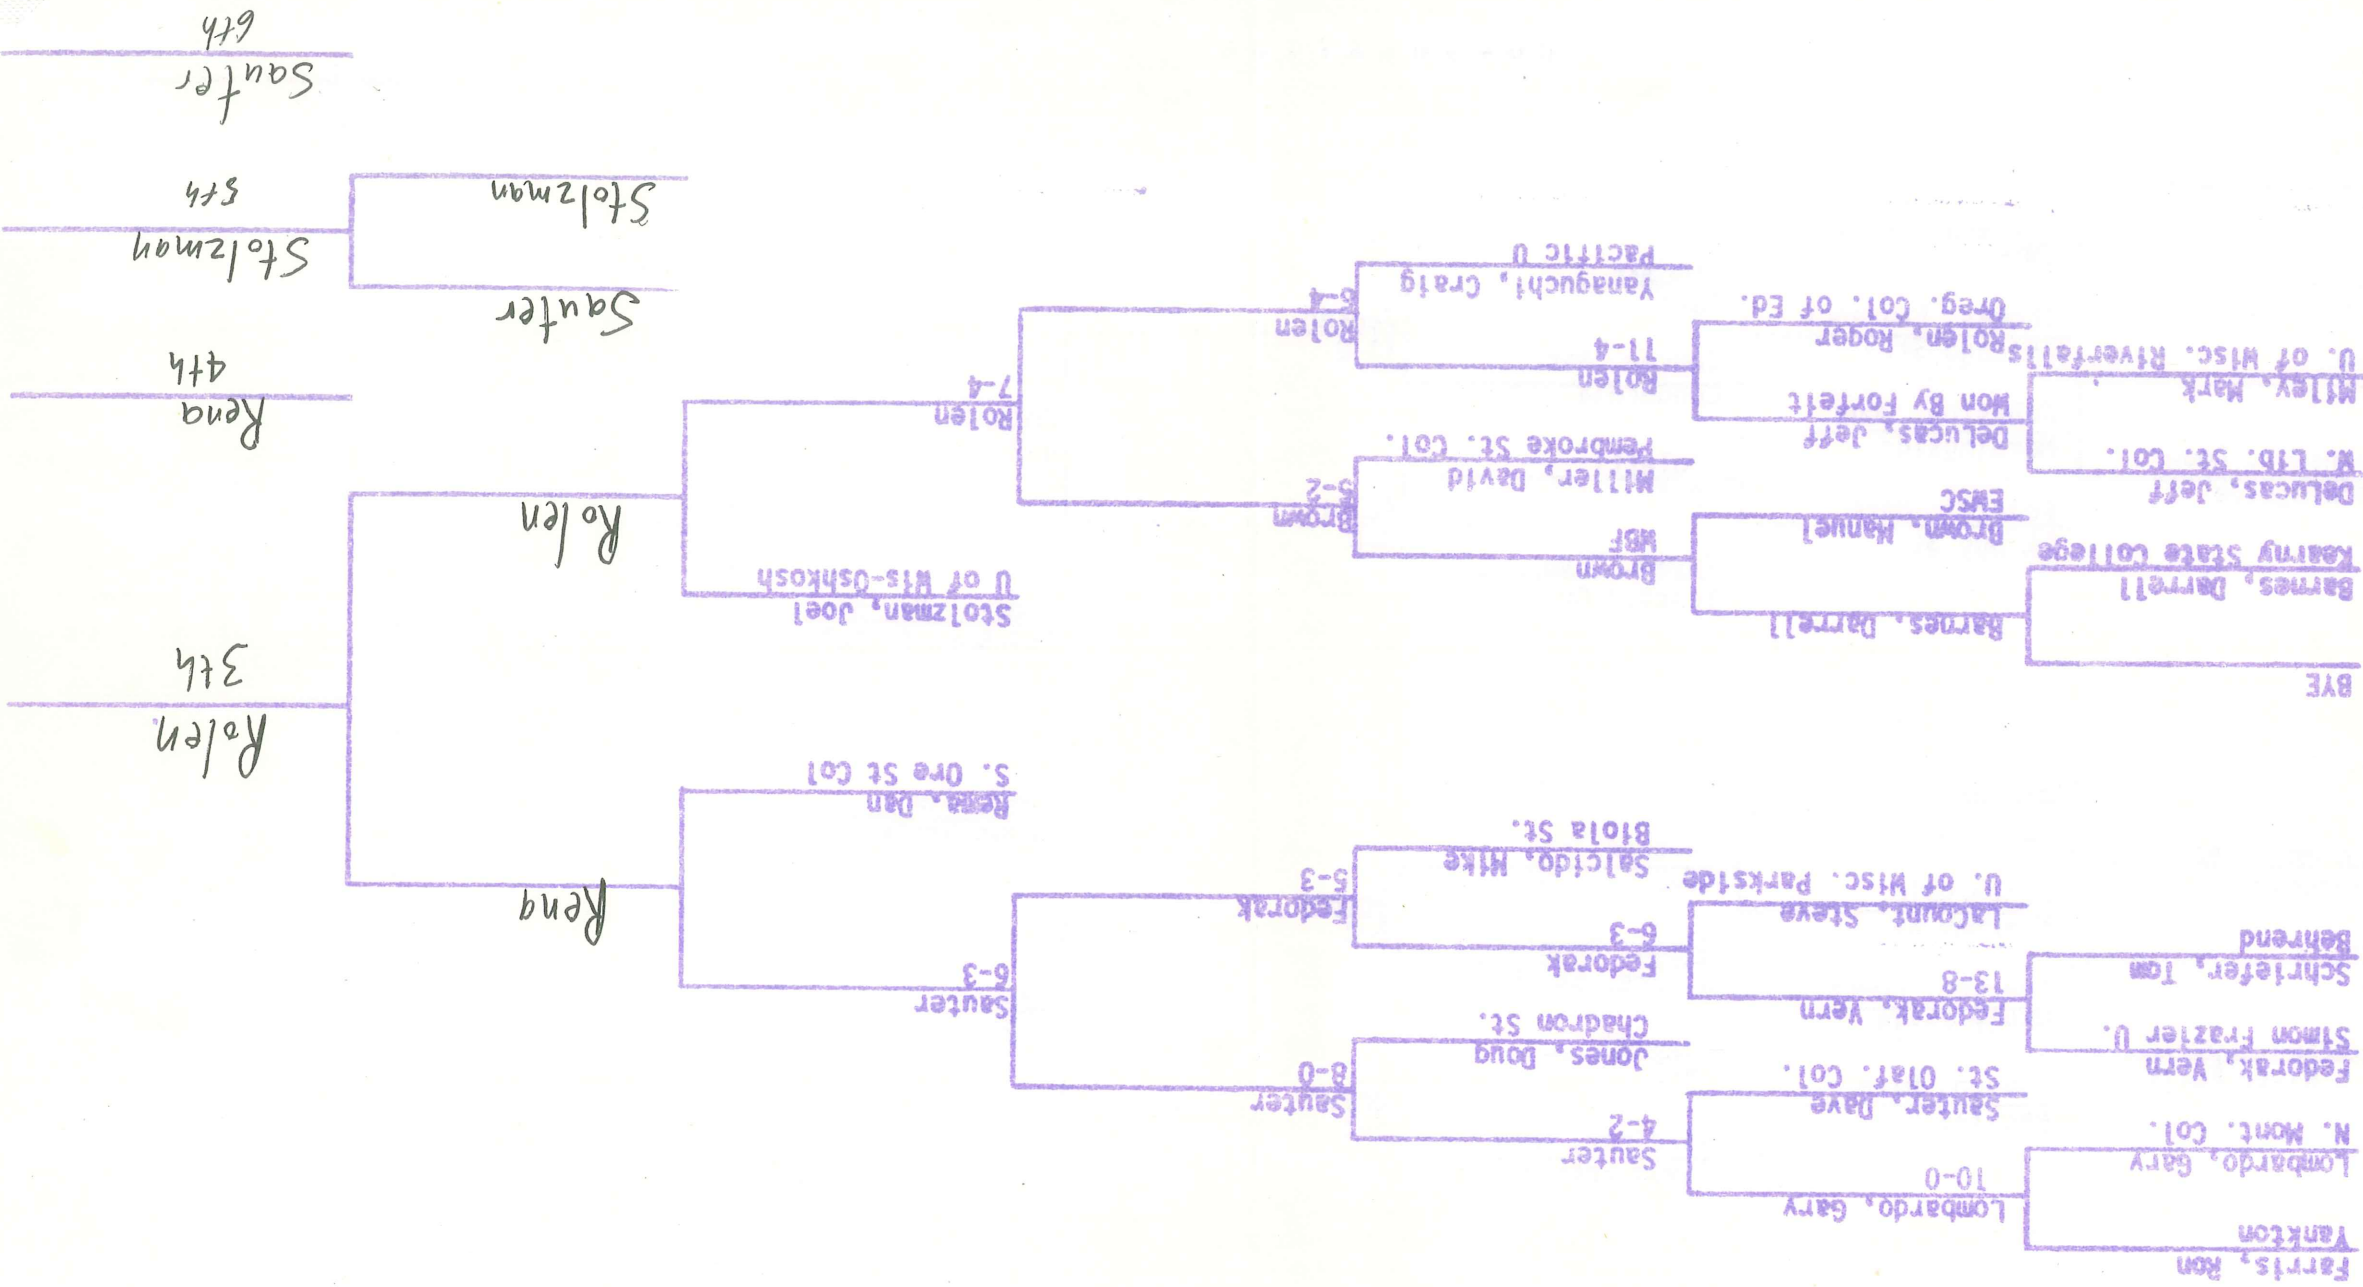 Farris, Ron
Yankton
Lombardo, Gary
N. Mont. Col.
Fedorak, Vern
Simon Frazier U.
Schriefer, Tom
Behrend
BYE
Barnes, Darrell
Kearny State College
DeLucas, Jeff
W. Lib. St. Col.
Miley, Mark
U. of Wisc. Riverfalls
Lombardo, Gary
10-0
Sauter, Dave
St. Olaf. Col.
Fedorak, Vern
13-8
LaCount, Steve
U. of Wisc. Parkside
Barnes, Darrell
Brown, Manuel
EWSC
DeLucas, Jeff
Won By Forfeit
Rolen, Roger
Oreg. Col. of Ed.
Sauter
4-2
Jones, Doug
Chadron St.
Fedorak
6-3
Salcido, Mike
Biola St.
Brown
WBF
Miller, David
Pembroke St. Col.
Rolen
11-4
Yanaguchi, Craig
Pacific U
Sauter
8-0
Fedorak
5-3
Brown
5-2
Rolen
Sauter
6-3
Rena, Dan
S. Ore St Col
Stolzman, Joel
U of Wis-Oshkosh
Rolen
7-4
Rena
Rolen
Sauter
Stolzman
Rolen
3th
Rena
4th
Stolzman
5th
Sauter
6th